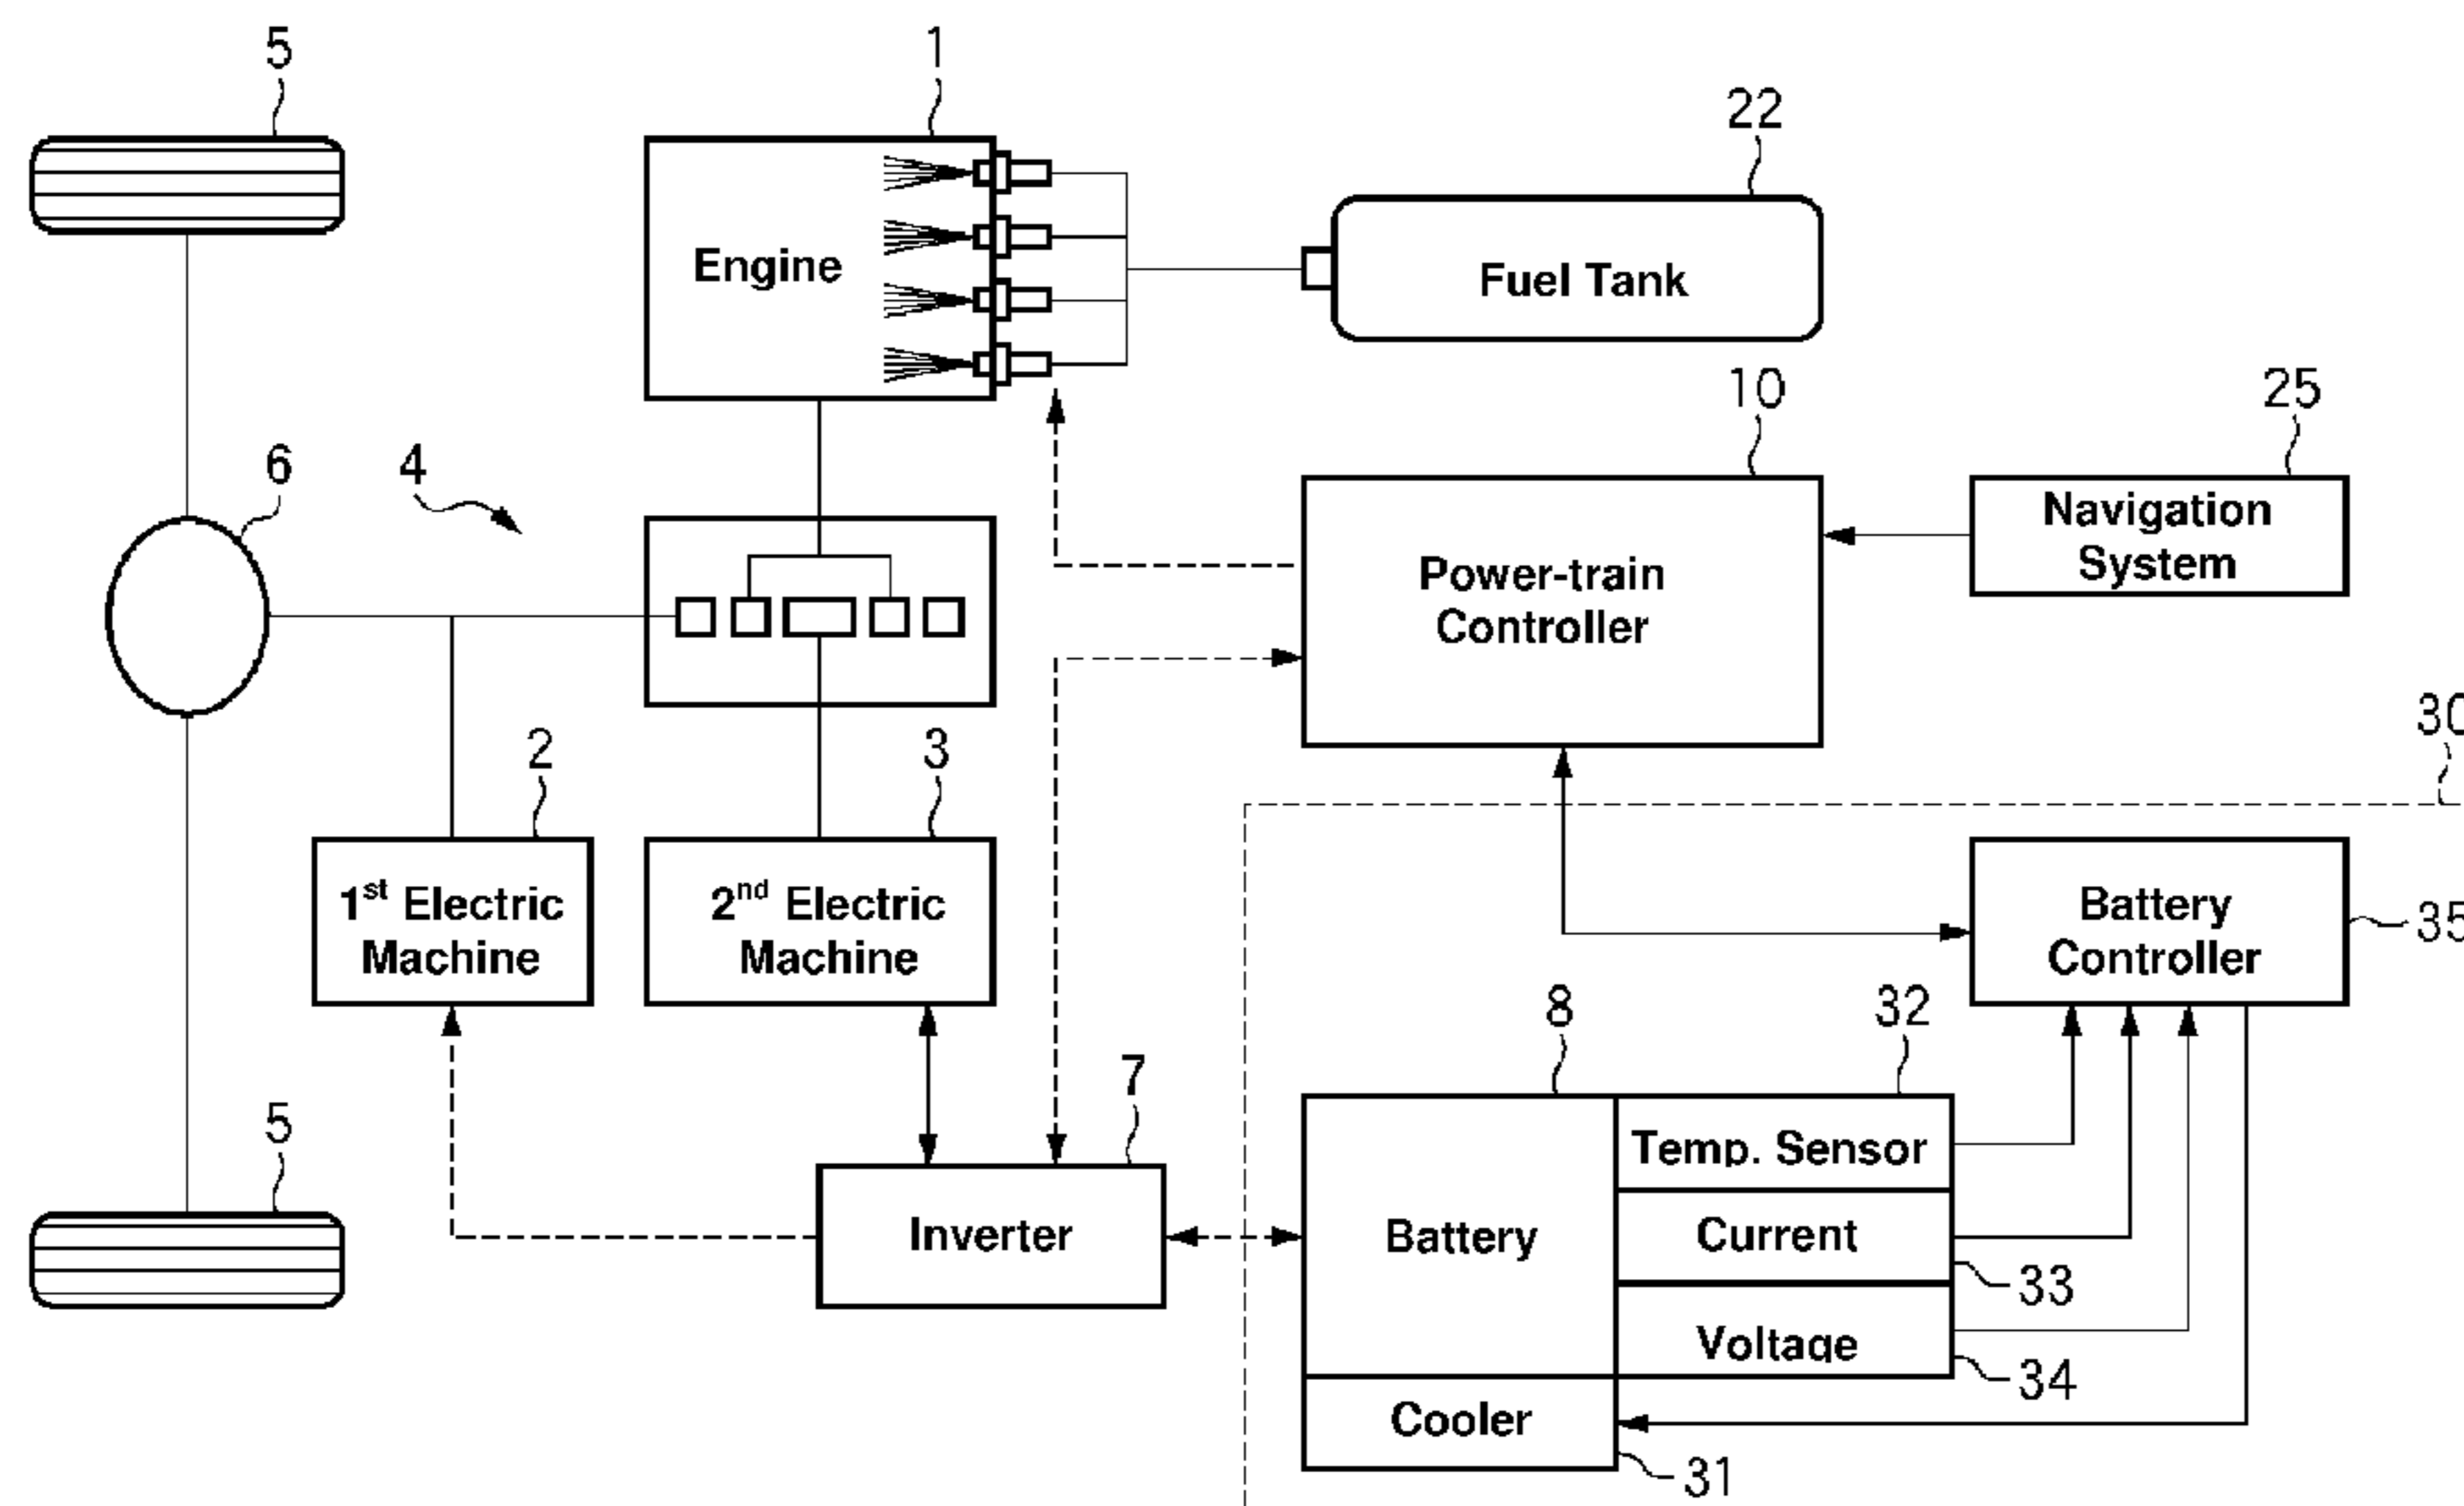 5
1
22
Engine
Fuel Tank
10
25
6
4
Navigation
System
Power-train
Controller
30
2
3
1st Electric
Machine
2nd Electric
Machine
Battery
Controller
35
8
32
7
5
Temp. Sensor
Inverter
Battery
Current
33
Voltage
34
Cooler
31